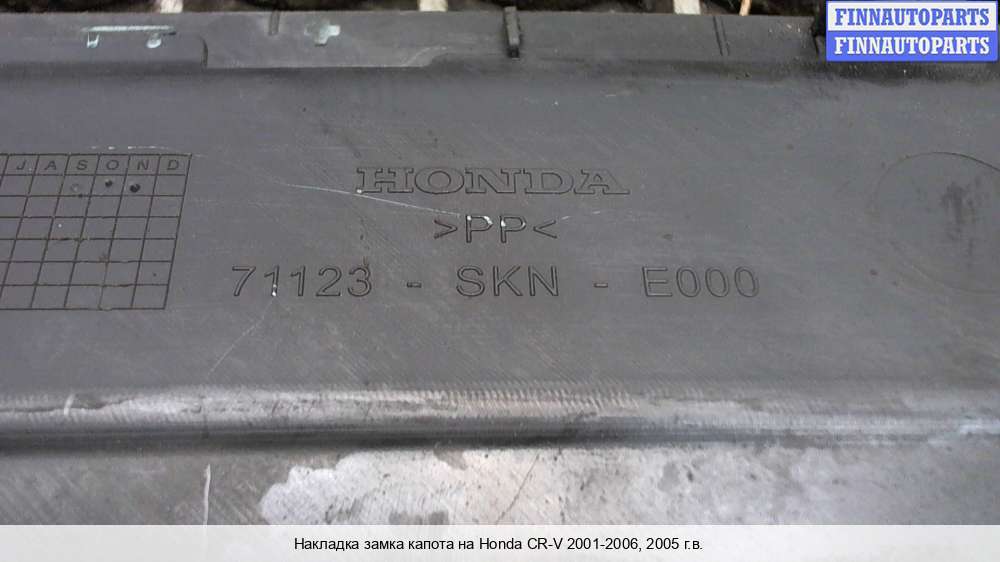 FINNAUTOPARTS
FINNAUTOPARTS
J A S O N D
HONDA
>PP<
71123 - SKN - E000
Накладка замка капота на Honda CR-V 2001-2006, 2005 г.в.